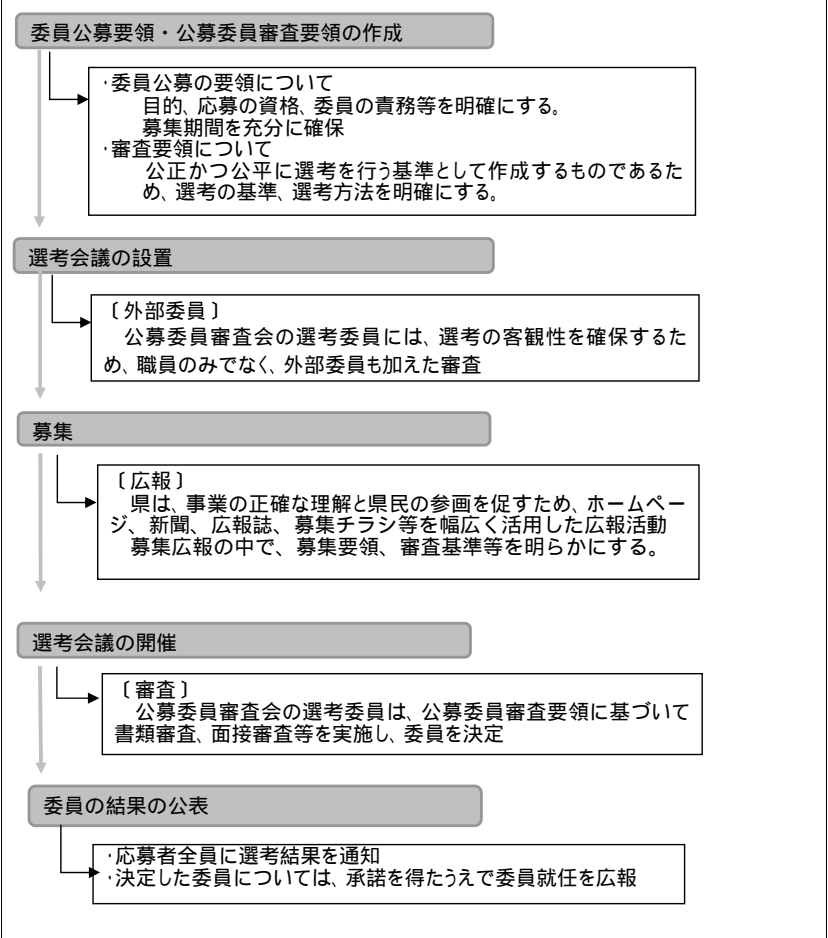 委員公募要領・公募委員審査要領の作成
･委員公募の要領について
目的、応募の資格、委員の責務等を明確にする。
募集期間を充分に確保
･審査要領について
公正かつ公平に選考を行う基準として作成するものであるた
め、選考の基準、選考方法を明確にする。
選考会議の設置
〔外部委員〕
公募委員審査会の選考委員には、選考の客観性を確保するた
め、職員のみでなく、外部委員も加えた審査
募集
〔広報〕
県は、事業の正確な理解と県民の参画を促すため、ホームペー
ジ、新聞、広報誌、募集チラシ等を幅広く活用した広報活動
募集広報の中で、募集要領、審査基準等を明らかにする。
選考会議の開催
〔審査〕
公募委員審査会の選考委員は、公募委員審査要領に基づいて
書類審査、面接審査等を実施し、委員を決定
委員の結果の公表
･応募者全員に選考結果を通知
･決定した委員については、承諾を得たうえで委員就任を広報